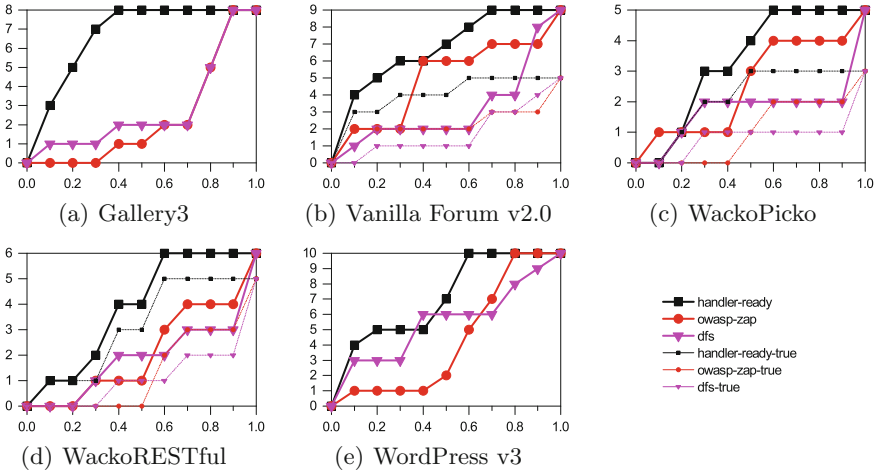 8
7
6
5
4
3
2
1
0
0.0 0.2 0.4 0.6 0.8 1.0
(a) Gallery3
9
8
7
6
5
4
3
2
1
0
0.0 0.2 0.4 0.6 0.8 1.0
(b) Vanilla Forum v2.0
5
4
3
2
1
0
0.0 0.2 0.4 0.6 0.8 1.0
(c) WackoPicko
6
5
4
3
2
1
0
0.0 0.2 0.4 0.6 0.8 1.0
(d) WackoRESTful
10
9
8
7
6
5
4
3
2
1
0
0.0 0.2 0.4 0.6 0.8 1.0
(e) WordPress v3
handler-ready
owasp-zap
dfs
handler-ready-true
owasp-zap-true
dfs-true